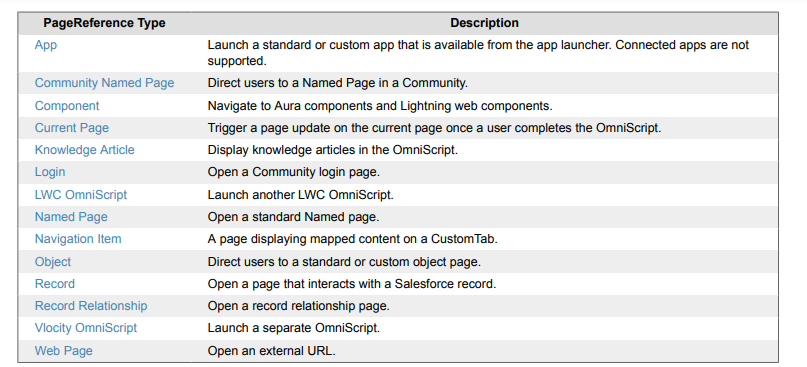 PageReference Type Description
App Launch a standard or custom app that is available from the app launcher. Connected apps are not
supported.
Community Named Page Direct users to a Named Page in a Community.
Component Navigate to Aura components and Lightning web components.
Current Page Trigger a page update on the current page once a user completes the OmniScript.
Knowledge Article Display knowledge articles in the OmniScript.
Login Open a Community login page.
LWC OmniScript Launch another LWC OmniScript.
Named Page Open a standard Named page.
Navigation Item A page displaying mapped content on a CustomTab.
Object Direct users to a standard or custom object page.
Record Open a page that interacts with a Salesforce record.
Record Relationship Open a record relationship page.
Vlocity OmniScript Launch a separate OmniScript.
Web Page Open an external URL.